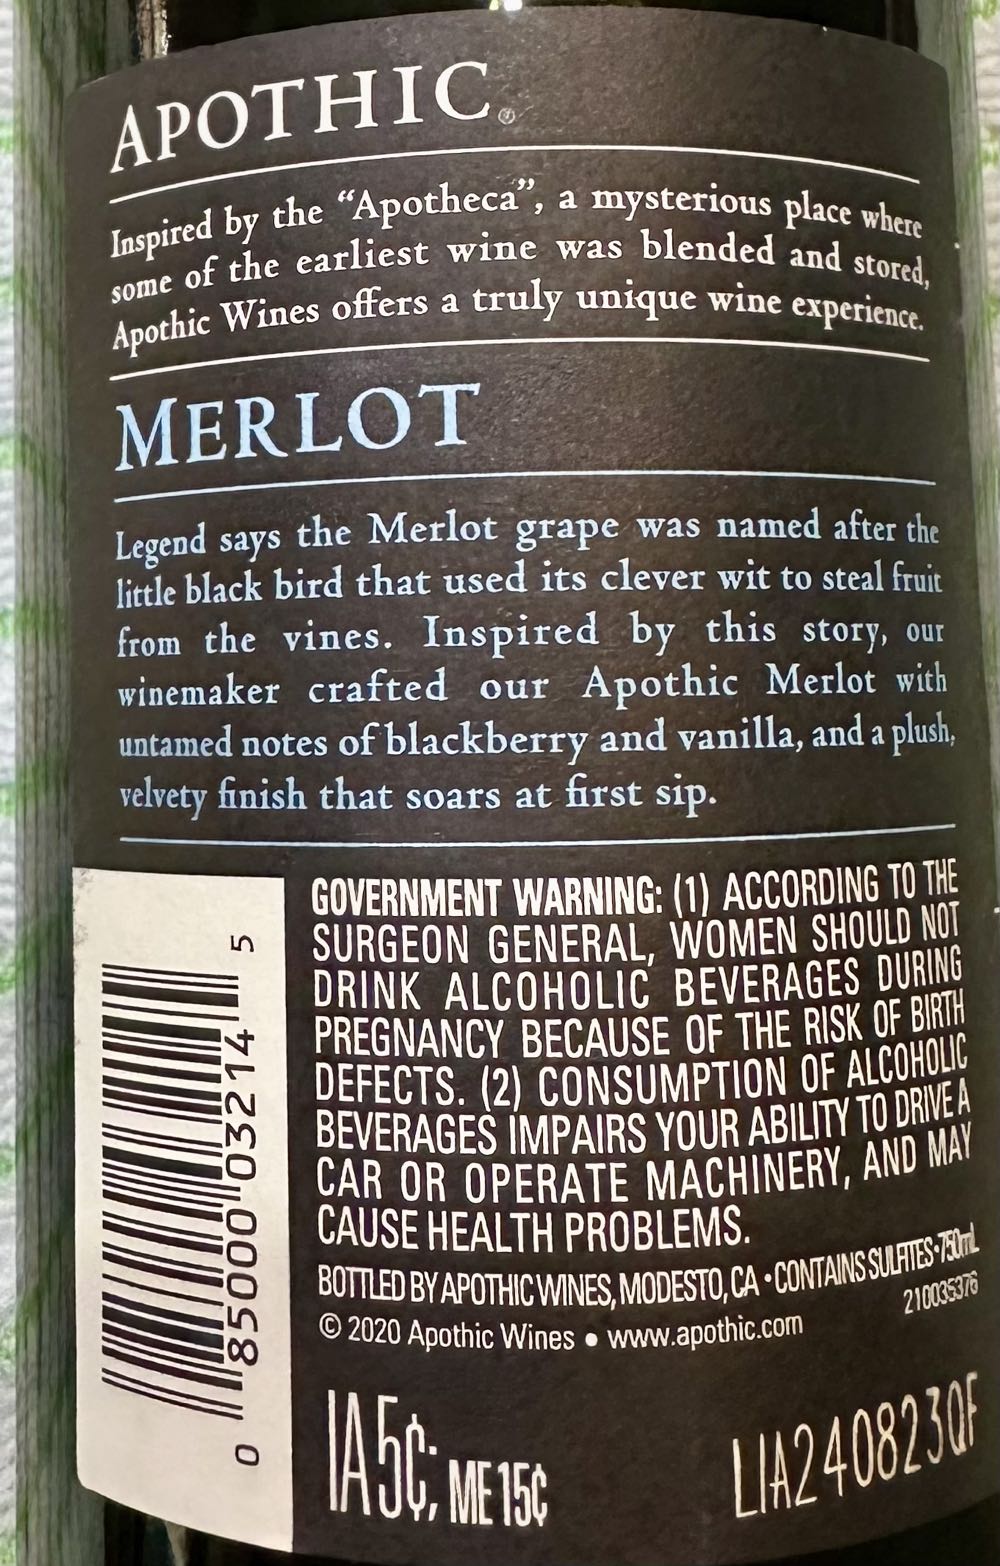 APOTHIC®
Inspired by the “Apotheca”, a mysterious place where
some of the earliest wine was blended and stored,
Apothic Wines offers a truly unique wine experience.
MERLOT
Legend says the Merlot grape was named after the
little black bird that used its clever wit to steal fruit
from the vines. Inspired by this story, our
winemaker crafted our Apothic Merlot with
untamed notes of blackberry and vanilla, and a plush,
velvety finish that soars at first sip.
GOVERNMENT WARNING: (1) ACCORDING TO THE
SURGEON GENERAL, WOMEN SHOULD NOT
DRINK ALCOHOLIC BEVERAGES DURING
PREGNANCY BECAUSE OF THE RISK OF BIRTH
DEFECTS. (2) CONSUMPTION OF ALCOHOLIC
BEVERAGES IMPAIRS YOUR ABILITY TO DRIVE A
CAR OR OPERATE MACHINERY, AND MAY
CAUSE HEALTH PROBLEMS.
BOTTLED BY APOTHIC WINES, MODESTO, CA • CONTAINS SULFITES • 750mL
210035376
© 2020 Apothic Wines • www.apothic.com
IA 5¢; ME 15¢
LIA240823QF
0 85000 03214 5